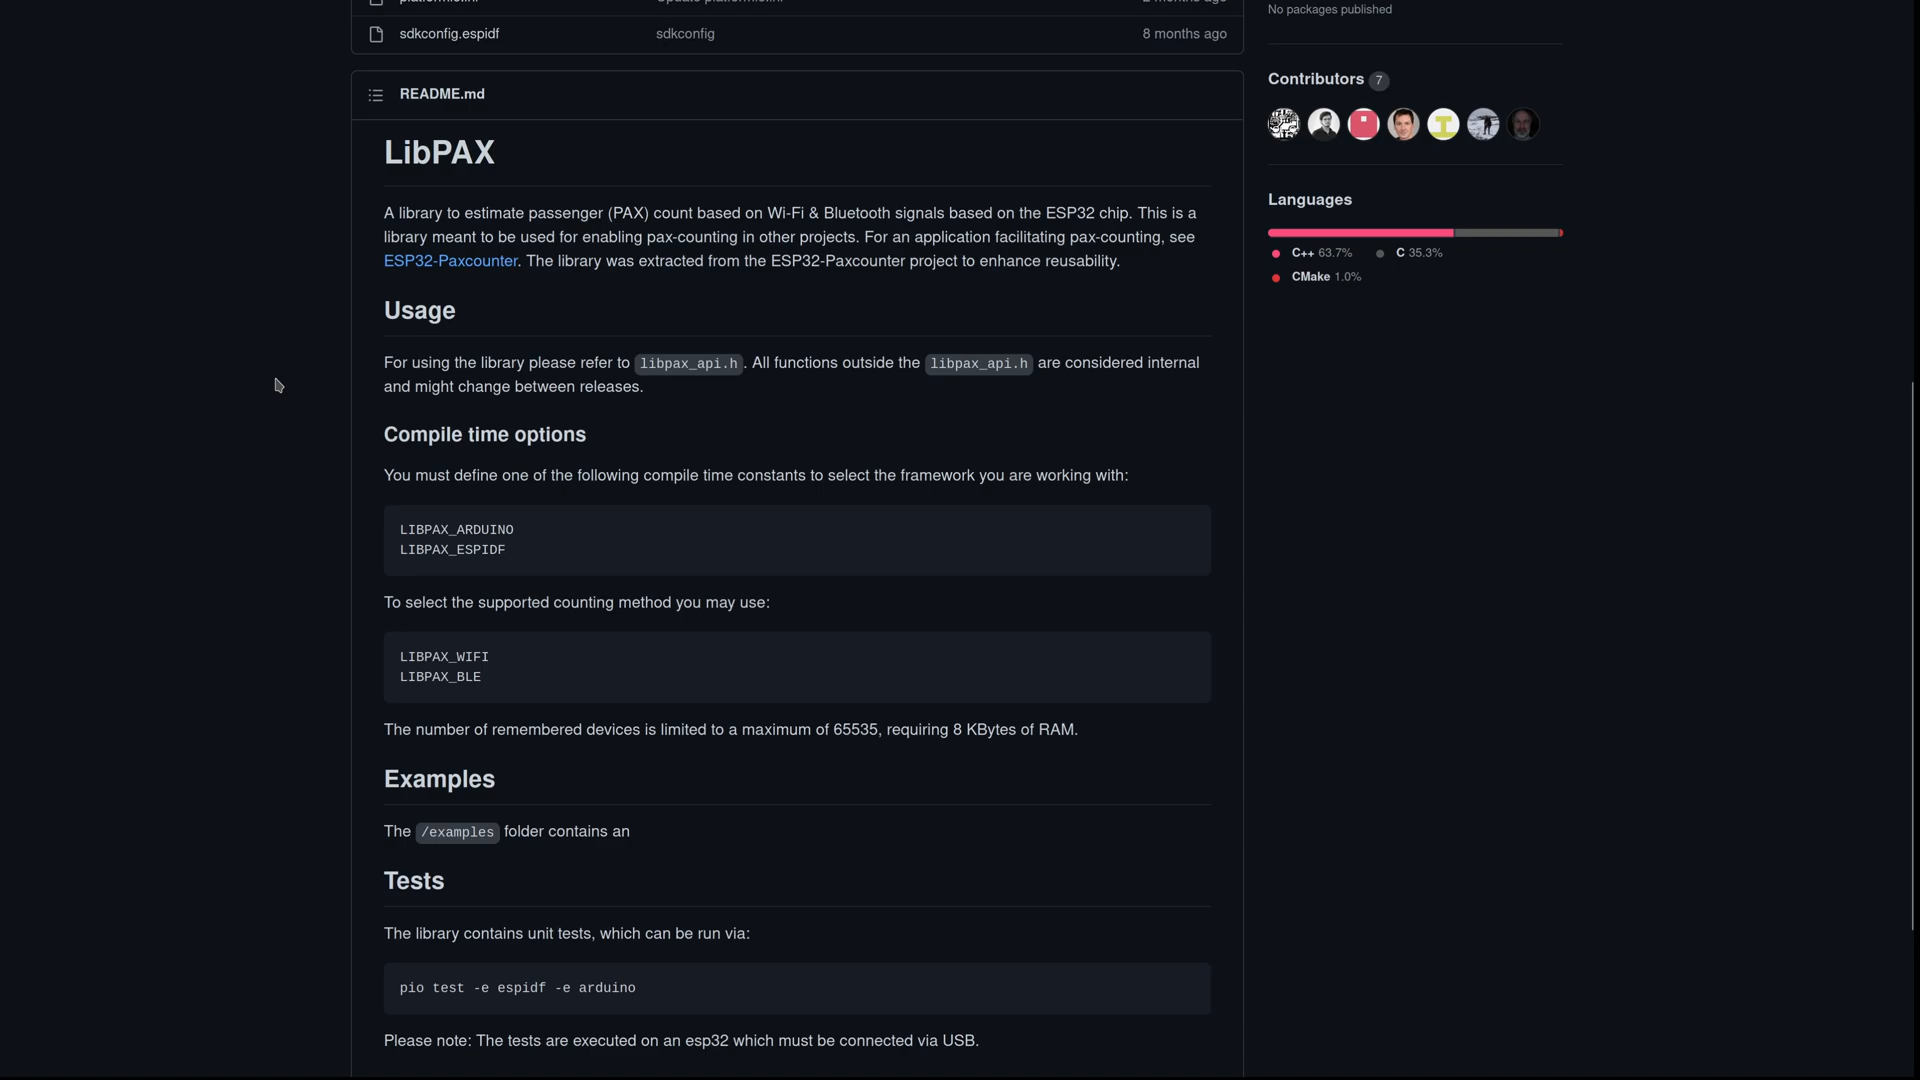 platformio.ini Update platformio.ini 2 months ago
sdkconfig.espidf sdkconfig 8 months ago
README.md
LibPAX
A library to estimate passenger (PAX) count based on Wi-Fi & Bluetooth signals based on the ESP32 chip. This is a
library meant to be used for enabling pax-counting in other projects. For an application facilitating pax-counting, see
ESP32-Paxcounter. The library was extracted from the ESP32-Paxcounter project to enhance reusability.
Usage
For using the library please refer to libpax_api.h. All functions outside the libpax_api.h are considered internal
and might change between releases.
Compile time options
You must define one of the following compile time constants to select the framework you are working with:
LIBPAX_ARDUINO
LIBPAX_ESPIDF
To select the supported counting method you may use:
LIBPAX_WIFI
LIBPAX_BLE
The number of remembered devices is limited to a maximum of 65535, requiring 8 KBytes of RAM.
Examples
The /examples folder contains an
Tests
The library contains unit tests, which can be run via:
pio test -e espidf -e arduino
Please note: The tests are executed on an esp32 which must be connected via USB.
No packages published
Contributors 7
Languages
C++ 63.7% C 35.3%
CMake 1.0%